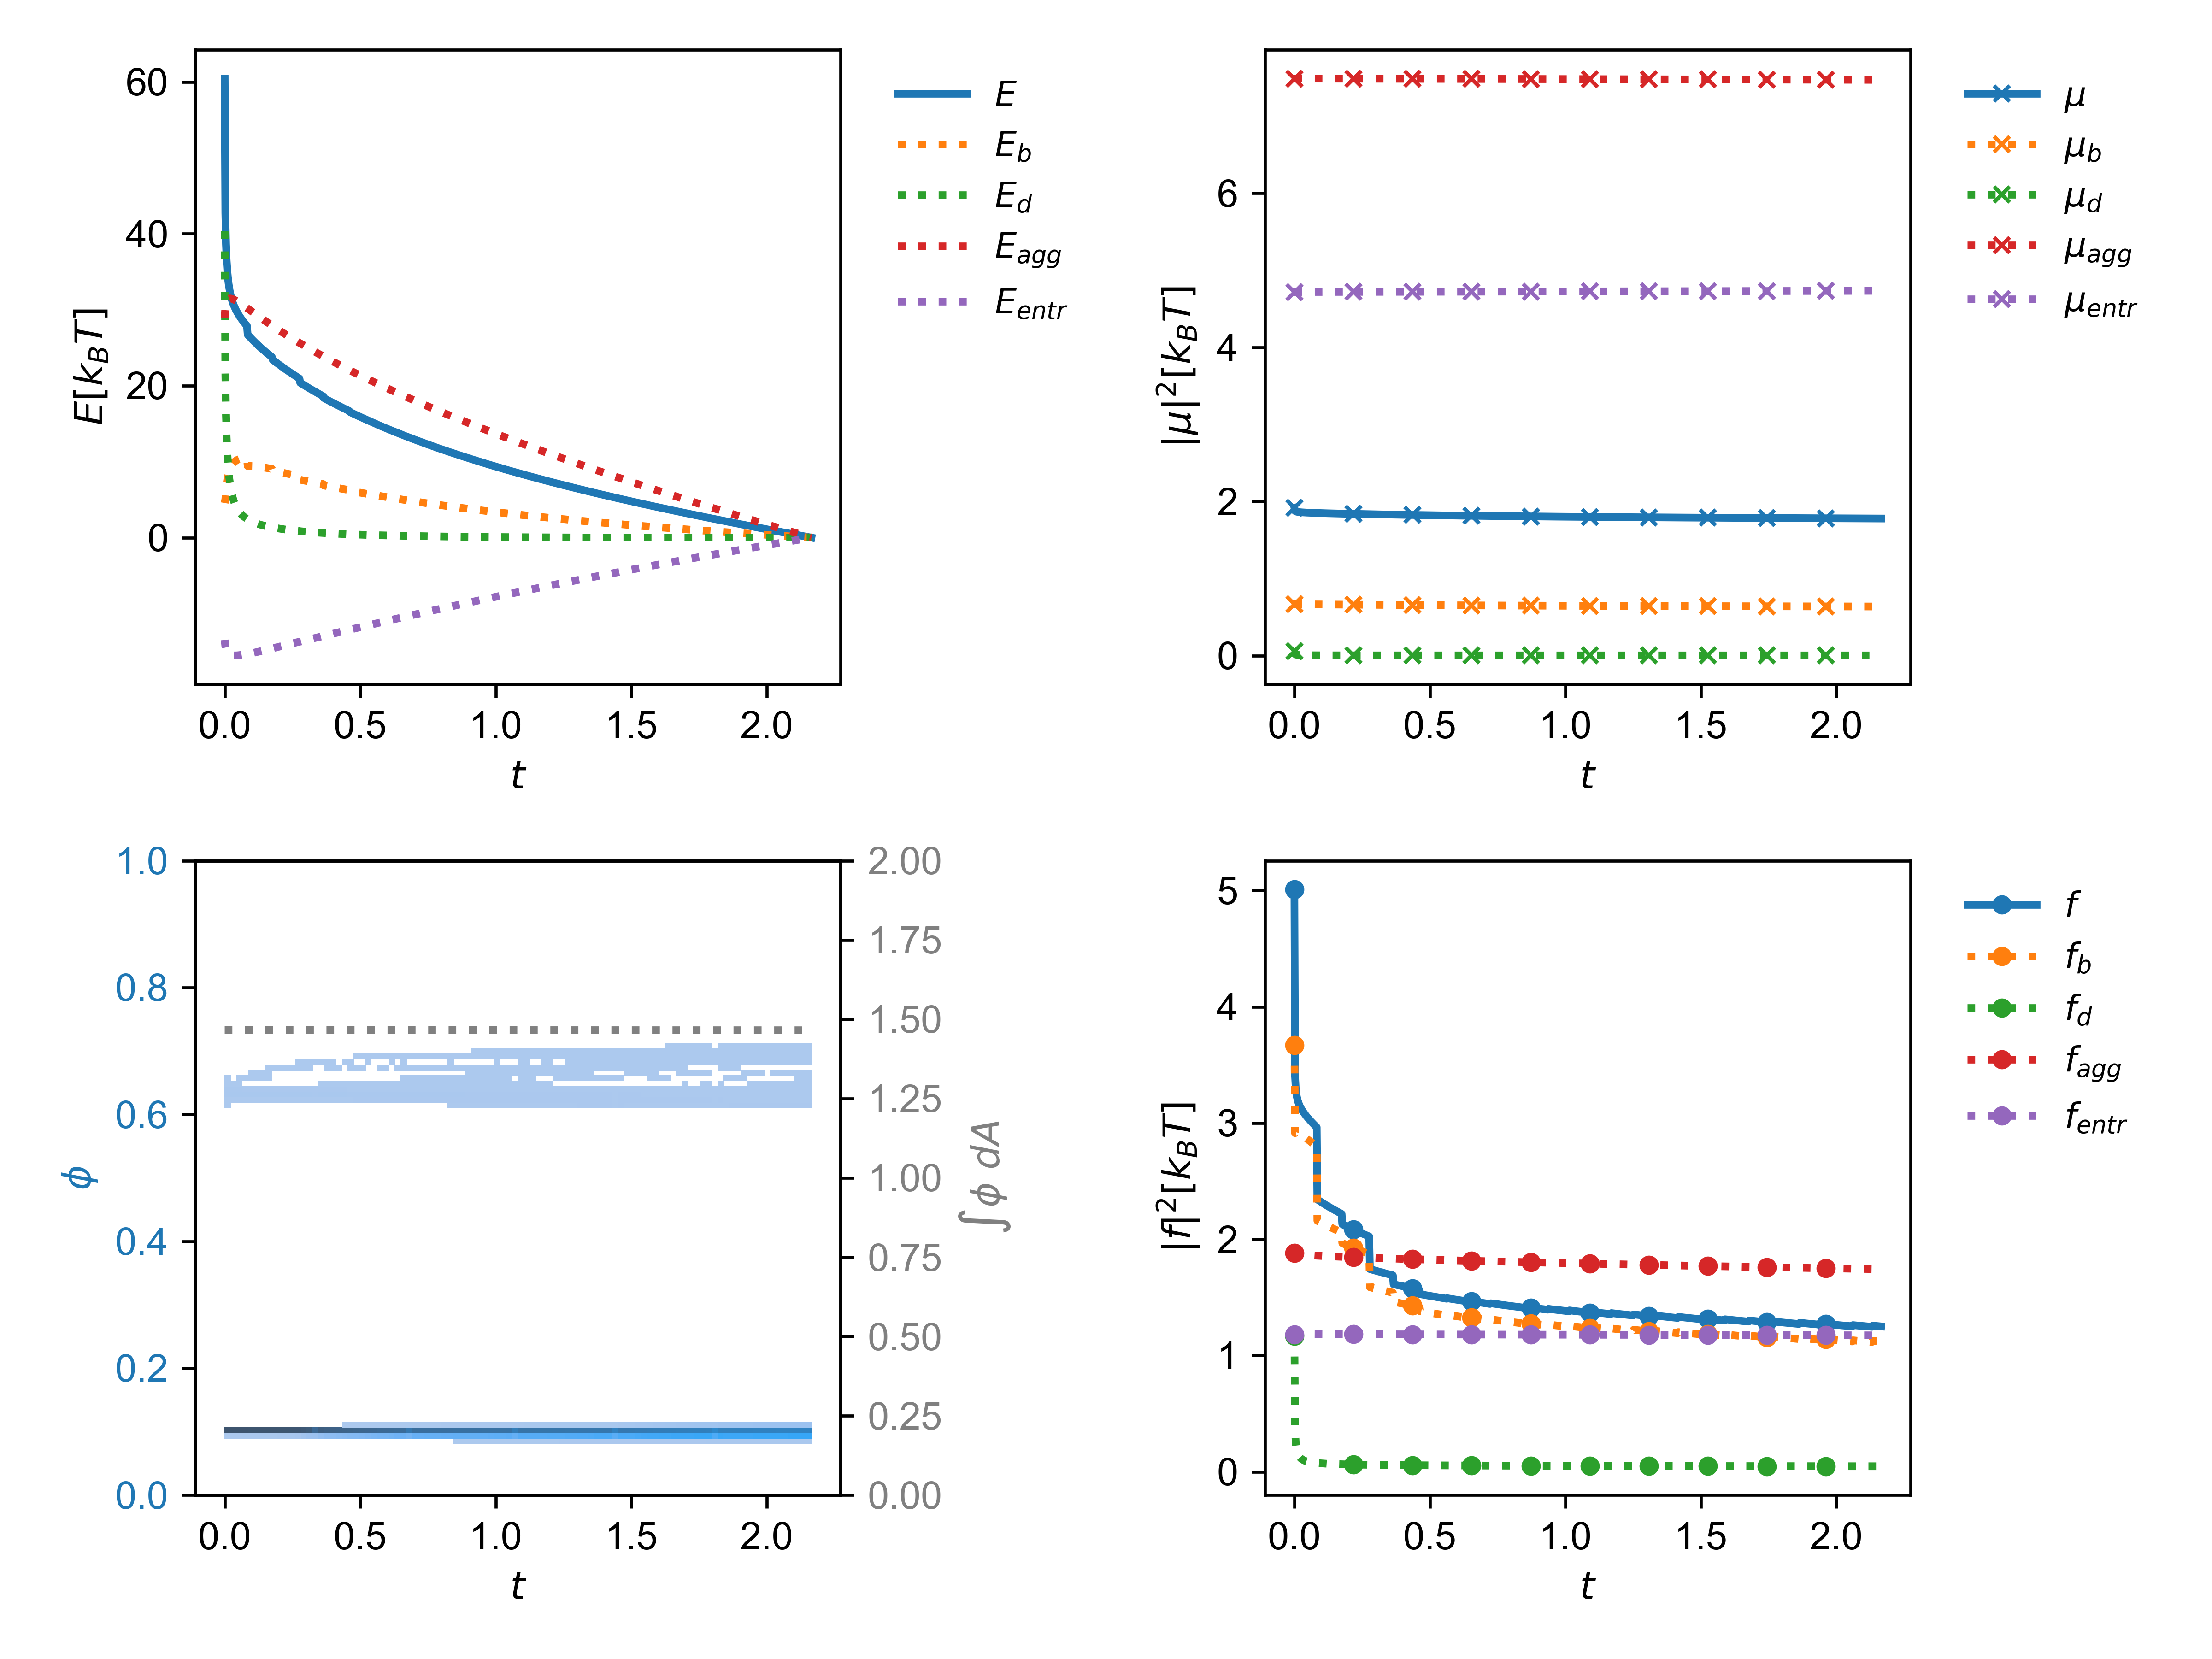 60
40
20
0
E[k_BT]
0.0 0.5 1.0 1.5 2.0
t
E
E_b
E_d
E_agg
E_entr
6
4
2
0
|μ|²[k_BT]
0.0 0.5 1.0 1.5 2.0
t
μ
μ_b
μ_d
μ_agg
μ_entr
1.0
0.8
0.6
0.4
0.2
0.0
ϕ
0.0 0.5 1.0 1.5 2.0
t
2.00
1.75
1.50
1.25
1.00
0.75
0.50
0.25
0.00
∫ϕ dA
5
4
3
2
1
0
|f|²[k_BT]
0.0 0.5 1.0 1.5 2.0
t
f
f_b
f_d
f_agg
f_entr